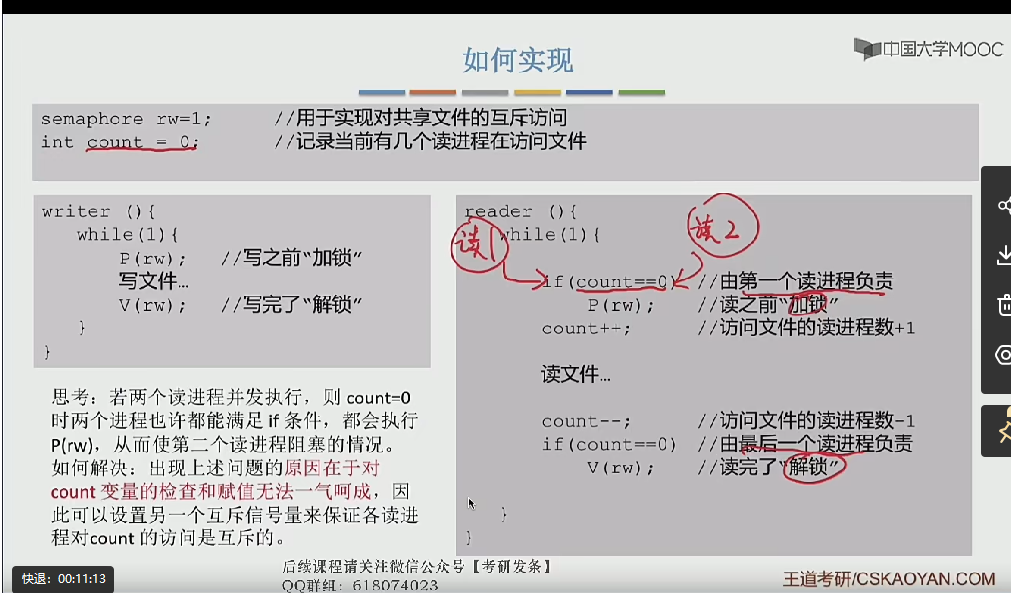 如何实现
中国大学MOOC
semaphore rw=1; //用于实现对共享文件的互斥访问
int count = 0; //记录当前有几个读进程在访问文件
writer (){
while(1){
P(rw); //写之前“加锁”
写文件…
V(rw); //写完了“解锁”
}
}
reader (){
while(1){
读1
读2
if(count==0) //由第一个读进程负责
P(rw); //读之前“加锁”
count++; //访问文件的读进程数+1
读文件…
count--; //访问文件的读进程数-1
if(count==0) //由最后一个读进程负责
V(rw); //读完了“解锁”
}
}
思考：若两个读进程并发执行，则 count=0
时两个进程也许都能满足 if 条件，都会执行
P(rw)，从而使第二个读进程阻塞的情况。
如何解决：出现上述问题的原因在于对
count 变量的检查和赋值无法一气呵成，因
此可以设置另一个互斥信号量来保证各读进
程对count 的访问是互斥的。
快退：00:11:13
后续课程请关注微信公众号【考研发条】
QQ群组：618074023
王道考研/CSKAOYAN.COM